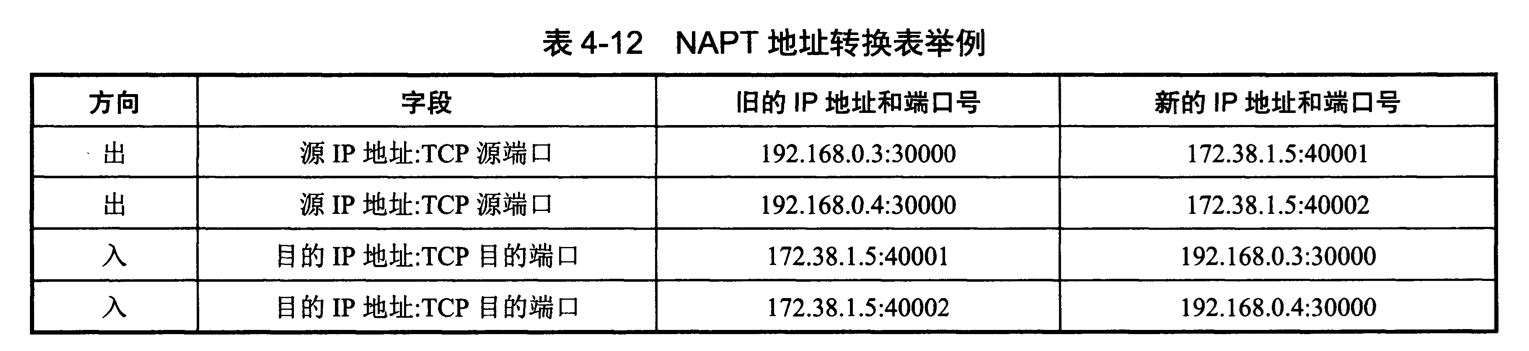 表 4-12 NAPT 地址转换表举例
方向 字段 旧的 IP 地址和端口号 新的 IP 地址和端口号
出 源 IP 地址:TCP 源端口 192.168.0.3:30000 172.38.1.5:40001
出 源 IP 地址:TCP 源端口 192.168.0.4:30000 172.38.1.5:40002
入 目的 IP 地址:TCP 目的端口 172.38.1.5:40001 192.168.0.3:30000
入 目的 IP 地址:TCP 目的端口 172.38.1.5:40002 192.168.0.4:30000